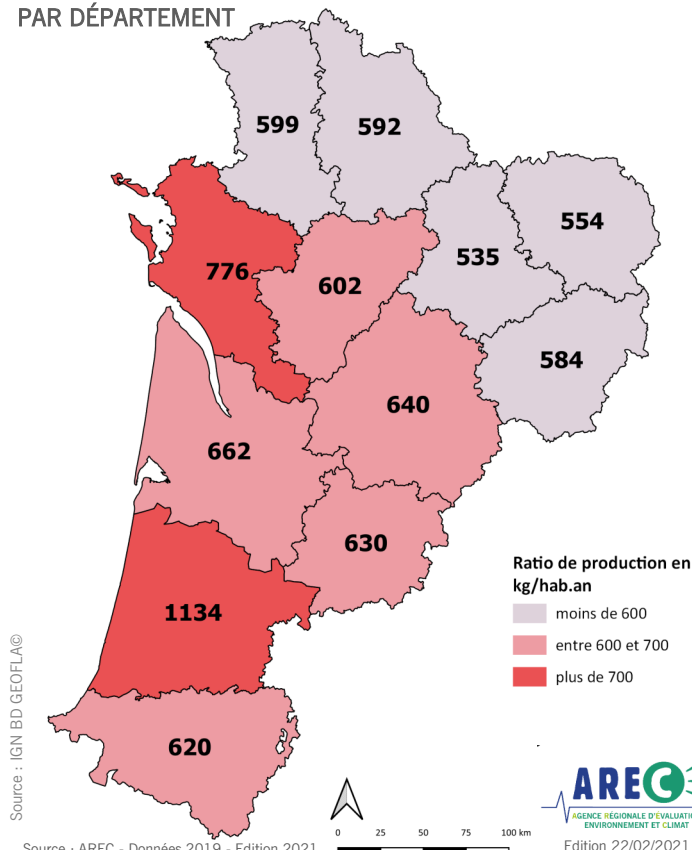 PAR DÉPARTEMENT
599
592
554
535
776
602
584
640
662
630
1134
620
Ratio de production en
kg/hab.an
moins de 600
entre 600 et 700
plus de 700
Source : IGN BD GEOFLA©
AREC
AGENCE RÉGIONALE D'EVALUATION
ENVIRONNEMENT ET CLIMAT
0 25 50 75 100 km
Source : AREC - Données 2019 - Edition 2021
Edition 22/02/2021